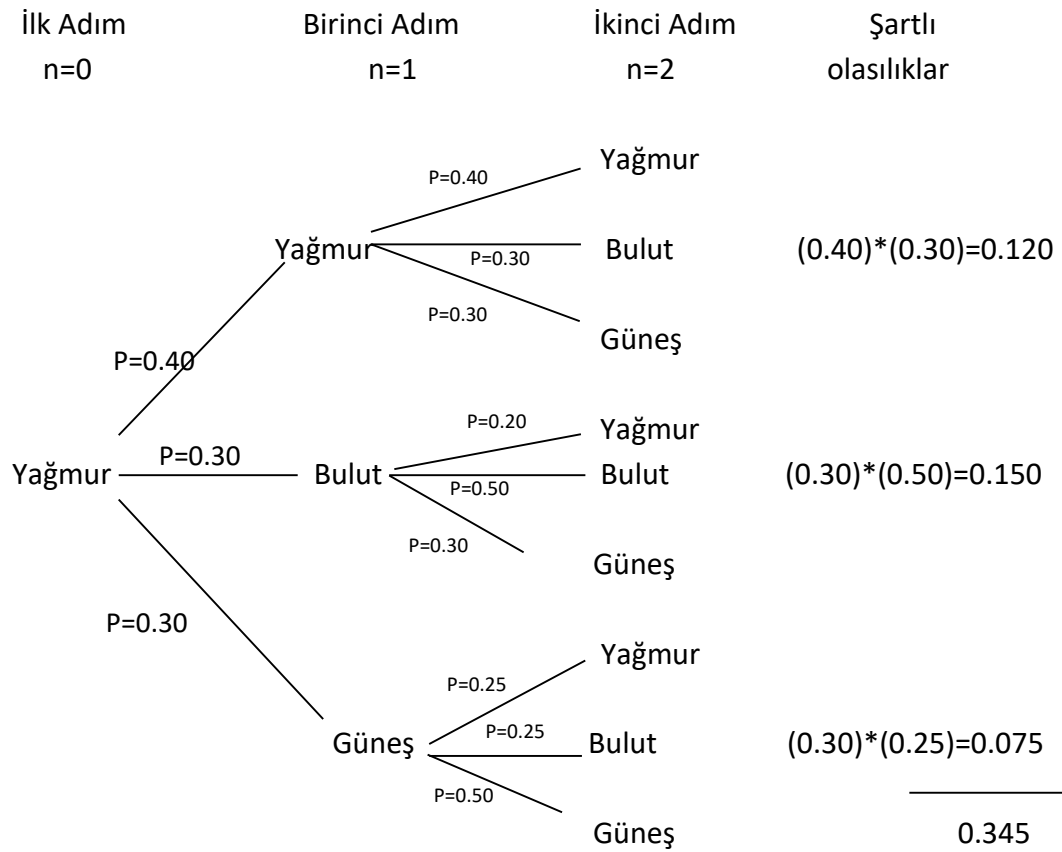 İlk Adım Birinci Adım İkinci Adım Şartlı
n=0 n=1 n=2 olasılıklar
Yağmur
P=0.40
Yağmur Bulut (0.40)*(0.30)=0.120
P=0.30
P=0.30
Güneş
P=0.40
P=0.20 Yağmur
P=0.30
Yağmur Bulut Bulut (0.30)*(0.50)=0.150
P=0.50
P=0.30
Güneş
P=0.30
Yağmur
P=0.25
P=0.25
Güneş Bulut (0.30)*(0.25)=0.075
P=0.50
Güneş 0.345